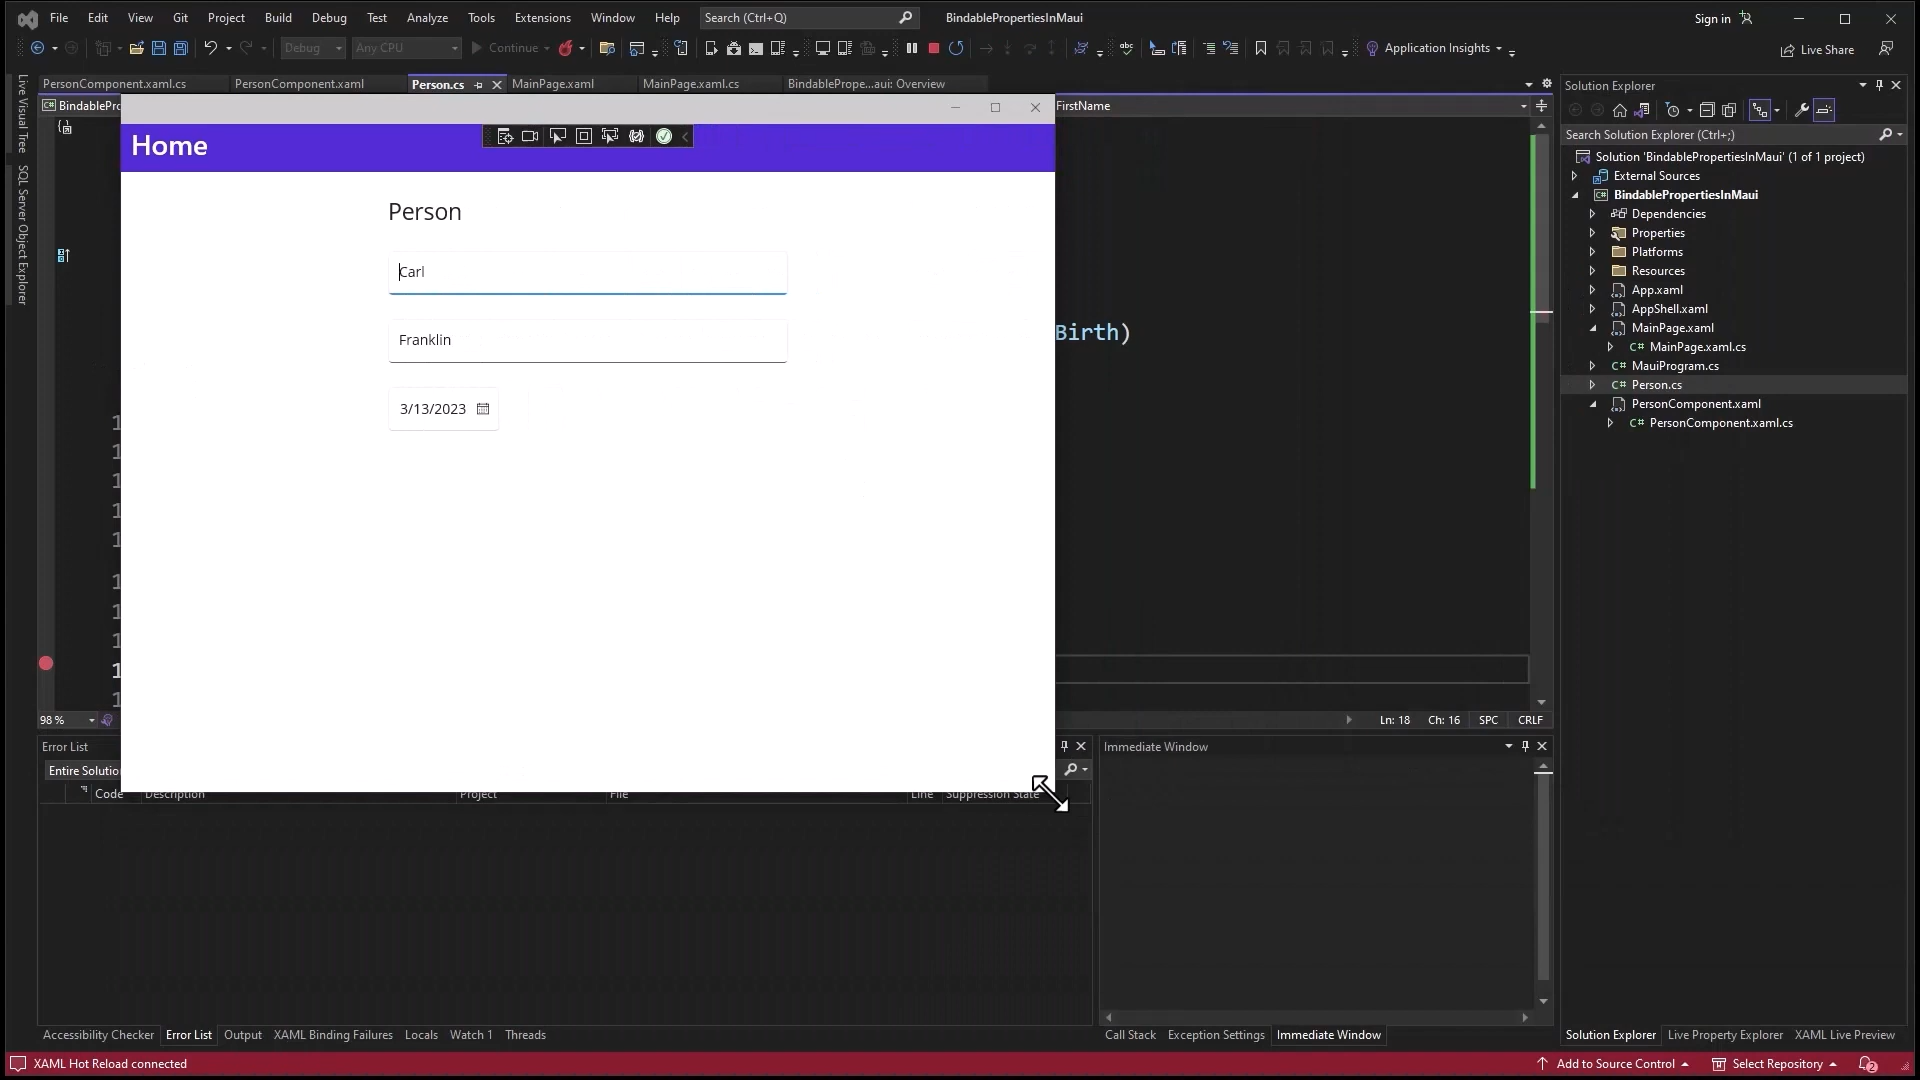 File Edit View Git Project Build Debug Test Analyze Tools Extensions Window Help Search (Ctrl+Q) BindablePropertiesInMaui Sign in
Debug Any CPU Continue Application Insights Live Share
PersonComponent.xaml.cs PersonComponent.xaml Person.cs MainPage.xaml MainPage.xaml.cs BindablePrope...aui: Overview
FirstName
Home
Person
Carl
Franklin
3/13/2023
Birth)
98 % Ln: 18 Ch: 16 SPC CRLF
Live Visual Tree
SQL Server Object Explorer
Solution Explorer
Search Solution Explorer (Ctrl+;)
Solution 'BindablePropertiesInMaui' (1 of 1 project)
External Sources
BindablePropertiesInMaui
Dependencies
Properties
Platforms
Resources
App.xaml
AppShell.xaml
MainPage.xaml
C# MainPage.xaml.cs
C# MauiProgram.cs
C# Person.cs
PersonComponent.xaml
C# PersonComponent.xaml.cs
Error List
Entire Solutio
Code Description Project File Line Suppression State
Immediate Window
Accessibility Checker Error List Output XAML Binding Failures Locals Watch 1 Threads
Call Stack Exception Settings Immediate Window
Solution Explorer Live Property Explorer XAML Live Preview
XAML Hot Reload connected Add to Source Control Select Repository 2